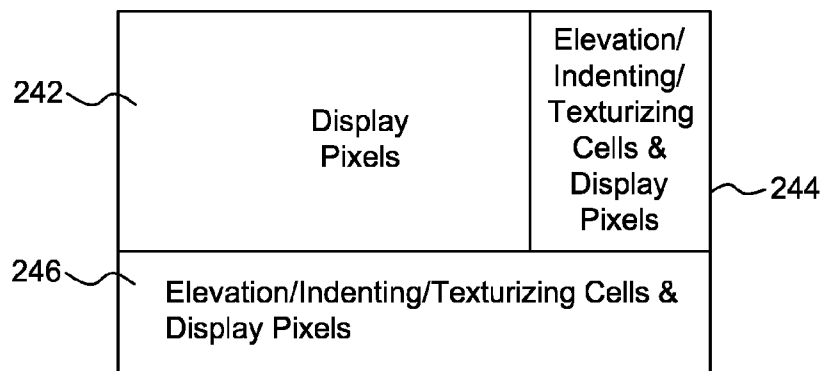 242
Display
Pixels
Elevation/
Indenting/
Texturizing
Cells &
Display
Pixels
244
246
Elevation/Indenting/Texturizing Cells &
Display Pixels